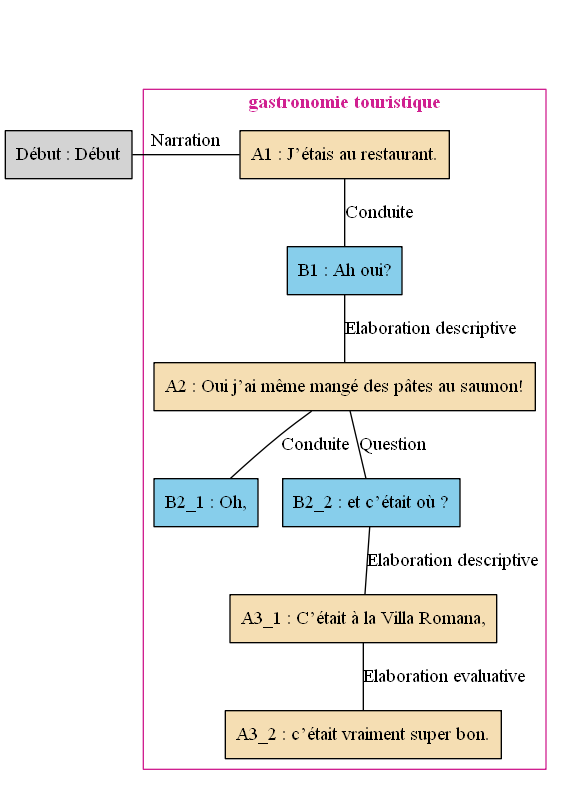 gastronomie touristique
Début : Début
Narration
A1 : J’étais au restaurant.
Conduite
B1 : Ah oui?
Elaboration descriptive
A2 : Oui j’ai même mangé des pâtes au saumon!
Conduite
Question
B2_1 : Oh,
B2_2 : et c’était où ?
Elaboration descriptive
A3_1 : C’était à la Villa Romana,
Elaboration evaluative
A3_2 : c’était vraiment super bon.